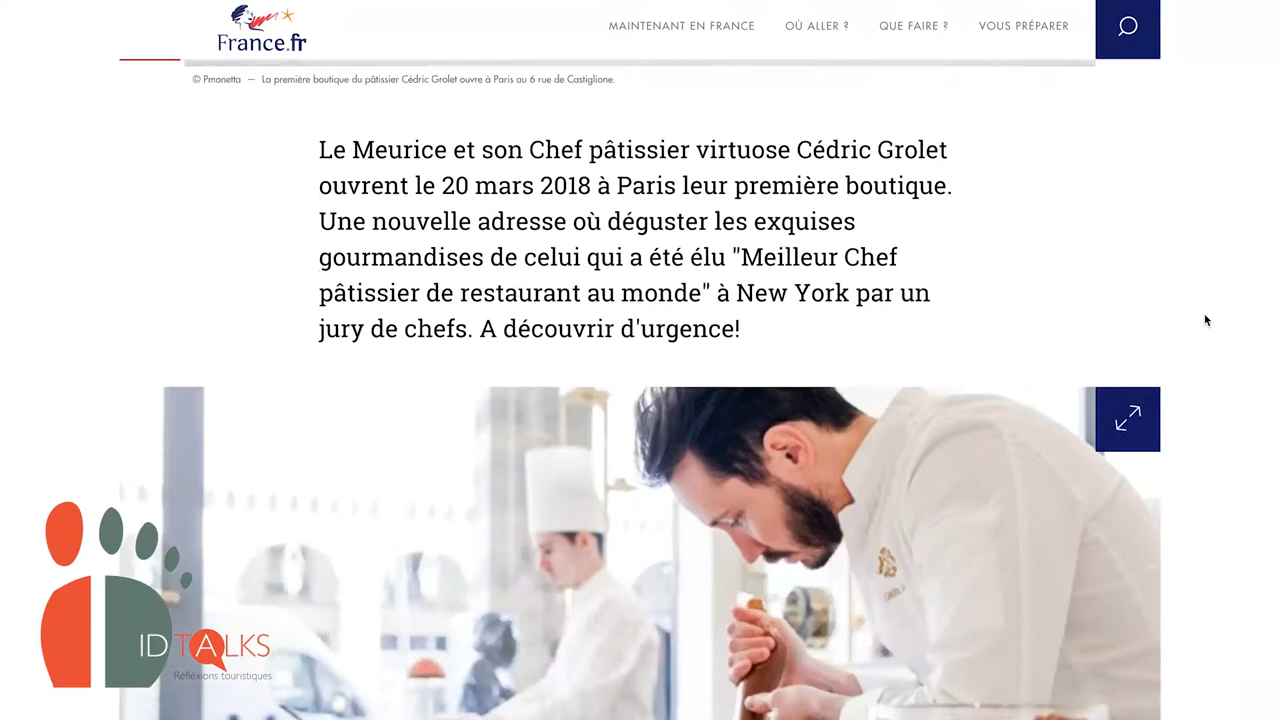 France.fr
MAINTENANT EN FRANCE
OÙ ALLER ?
QUE FAIRE ?
VOUS PRÉPARER
© Pmonetta — La première boutique du pâtissier Cédric Grolet ouvre à Paris au 6 rue de Castiglione.
Le Meurice et son Chef pâtissier virtuose Cédric Grolet
ouvrent le 20 mars 2018 à Paris leur première boutique.
Une nouvelle adresse où déguster les exquises
gourmandises de celui qui a été élu "Meilleur Chef
pâtissier de restaurant au monde" à New York par un
jury de chefs. A découvrir d'urgence!
ID TALKS
Réfléxions touristiques